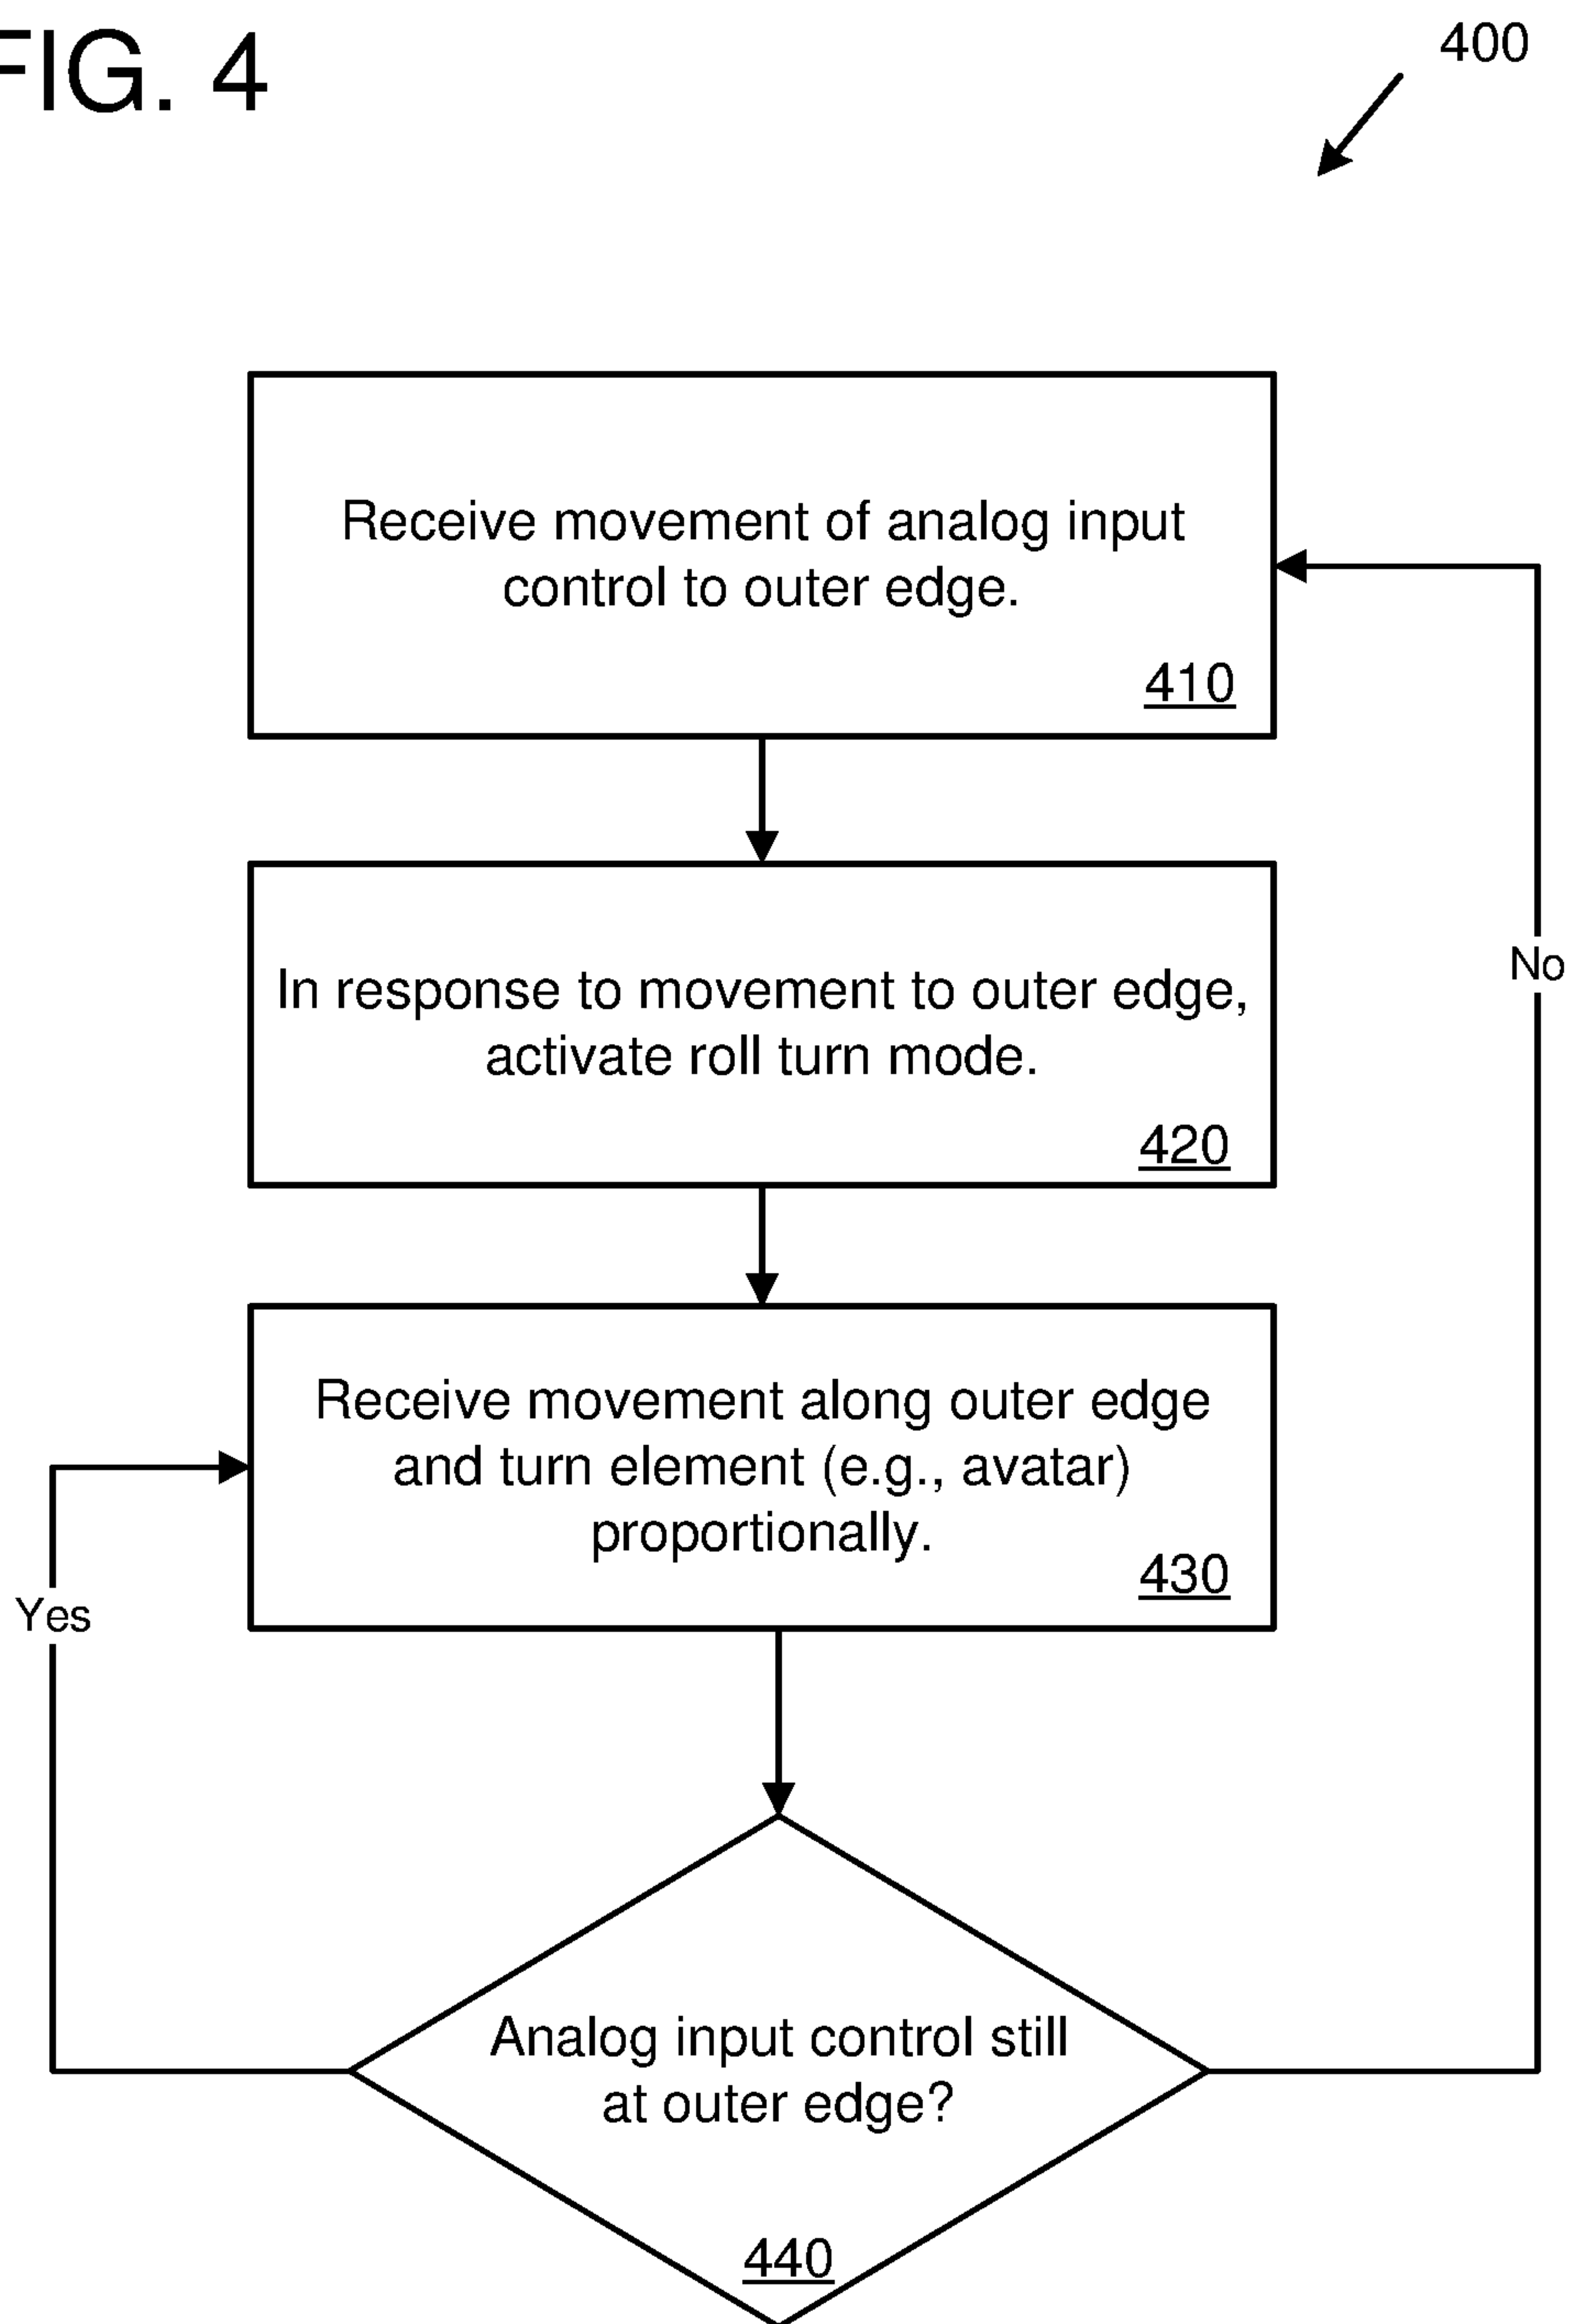 FIG. 4
400
Receive movement of analog input
control to outer edge.
410
In response to movement to outer edge,
activate roll turn mode.
420
No
Receive movement along outer edge
and turn element (e.g., avatar)
proportionally.
430
Yes
Analog input control still
at outer edge?
440